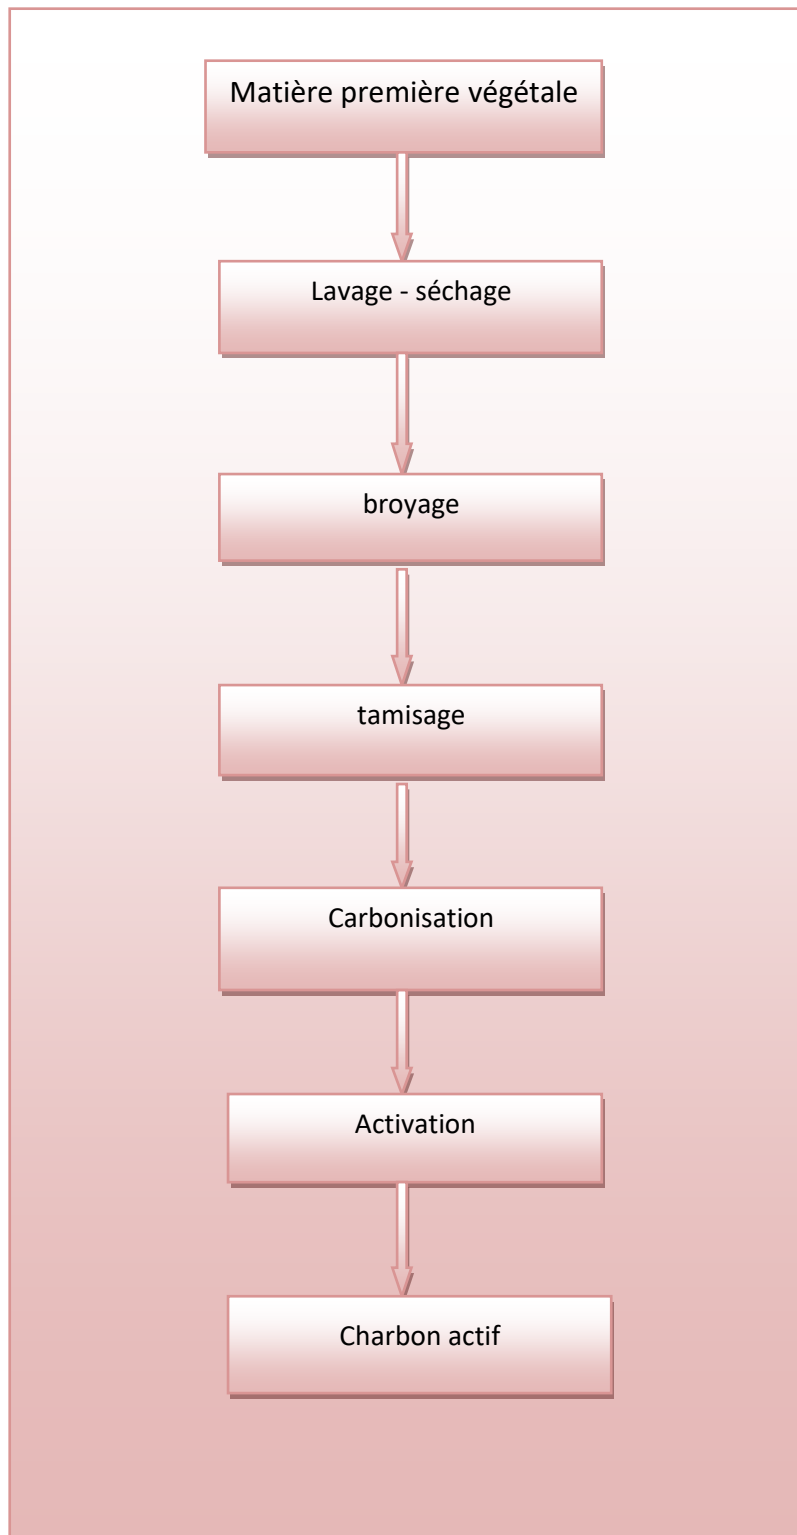 Matière première végétale
Lavage - séchage
broyage
tamisage
Carbonisation
Activation
Charbon actif